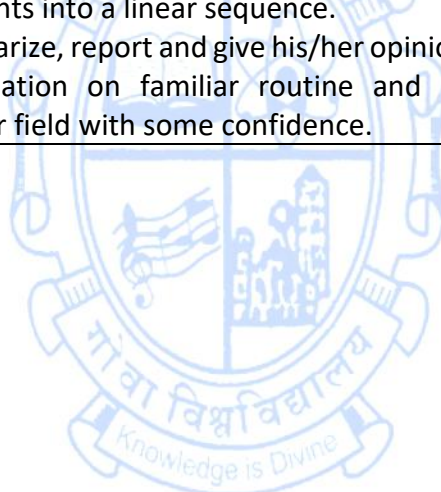 nts into a linear sequence.
arize, report and give his/her opinio
ation on familiar routine and
r field with some confidence.
गोंवा विश्वविद्यालय
Knowledge is Divine